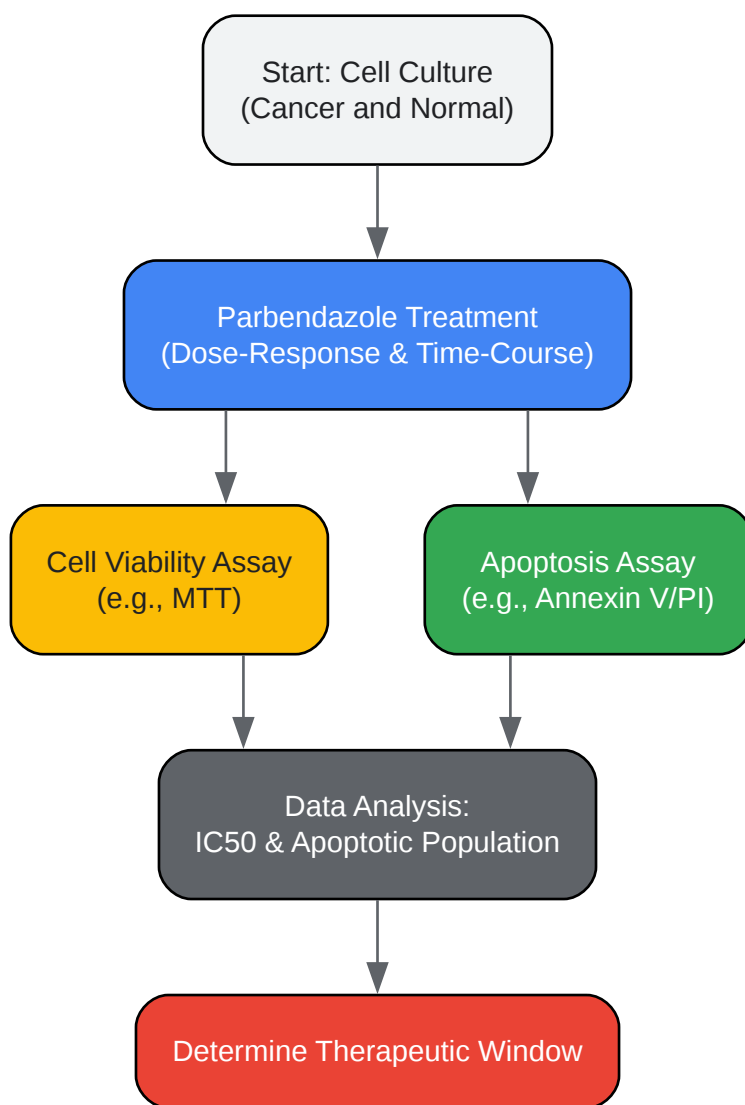 Start: Cell Culture
(Cancer and Normal)
Parbendazole Treatment
(Dose-Response & Time-Course)
Cell Viability Assay
(e.g., MTT)
Apoptosis Assay
(e.g., Annexin V/PI)
Data Analysis:
IC50 & Apoptotic Population
Determine Therapeutic Window